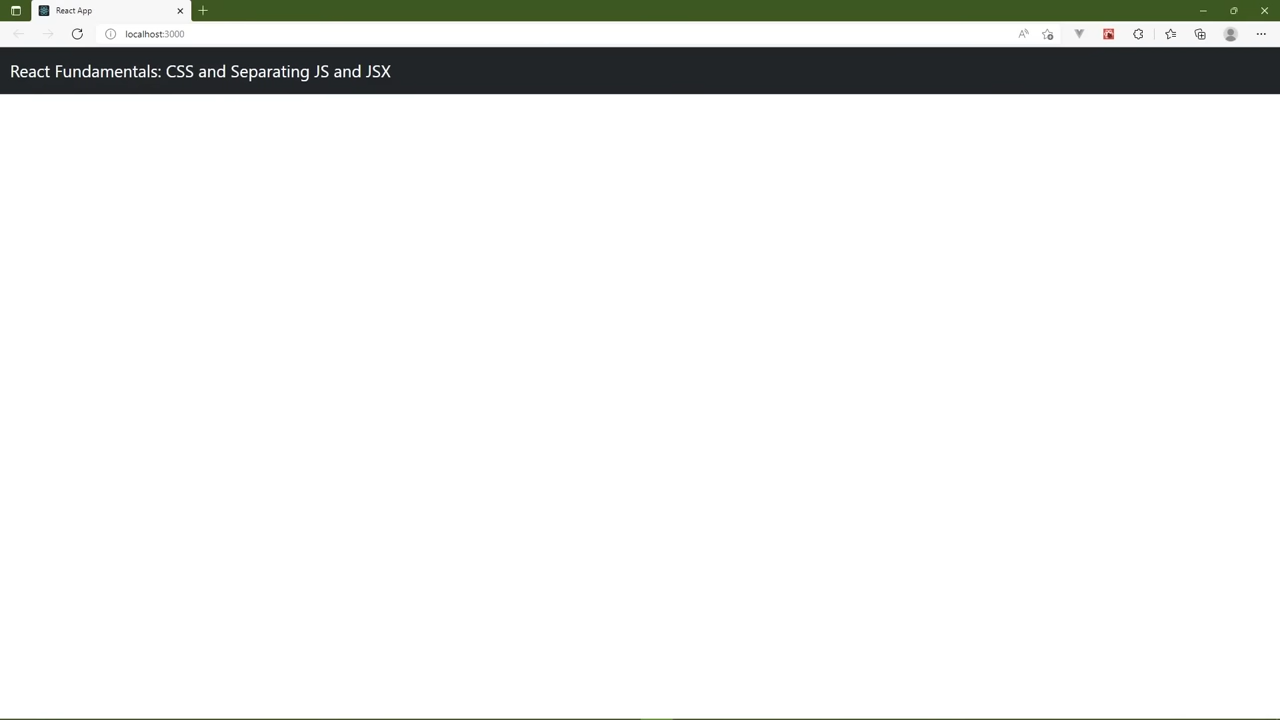 React App
localhost:3000
React Fundamentals: CSS and Separating JS and JSX